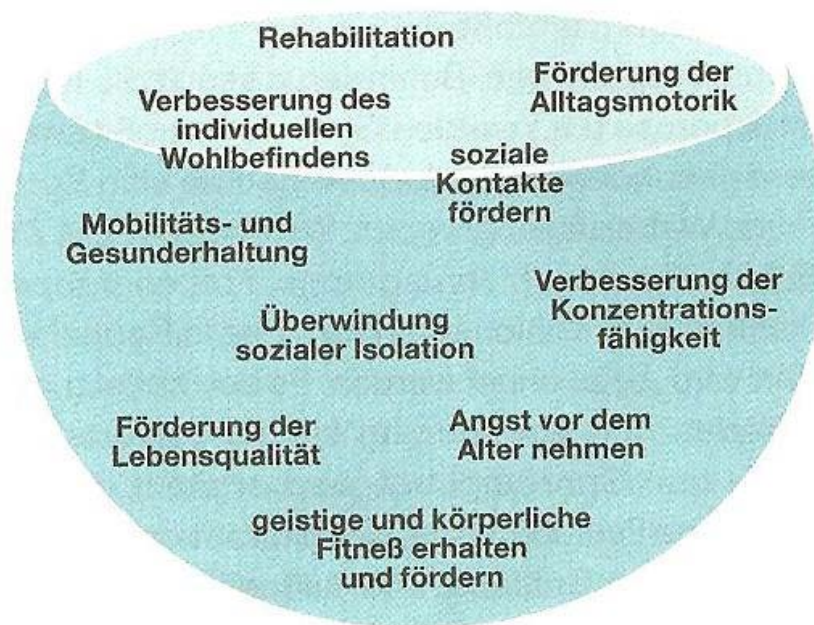 Rehabilitation
Förderung der
Alltagsmotorik
Verbesserung des
individuellen
Wohlbefindens
soziale
Kontakte
fördern
Mobilitäts- und
Gesunderhaltung
Verbesserung der
Konzentrations-
fähigkeit
Überwindung
sozialer Isolation
Förderung der
Lebensqualität
Angst vor dem
Alter nehmen
geistige und körperliche
Fitneß erhalten
und fördern